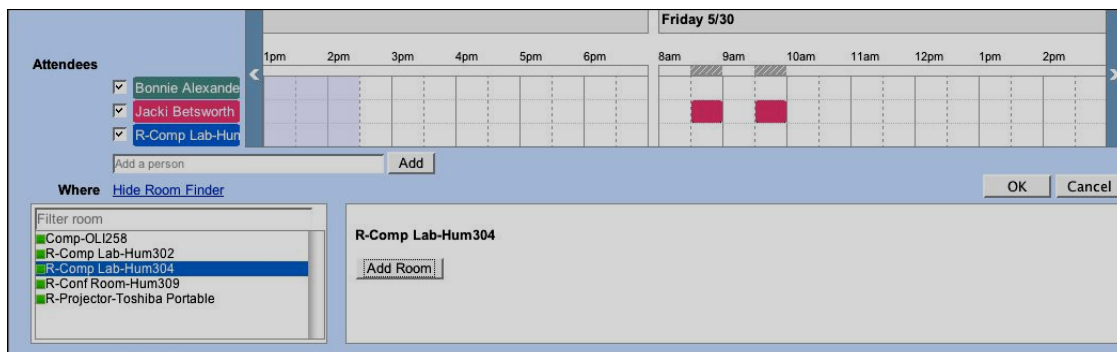 Friday 5/30
1pm 2pm 3pm 4pm 5pm 6pm 8am 9am 10am 11am 12pm 1pm 2pm
Attendees
Bonnie Alexande
Jacki Betsworth
R-Comp Lab-Hun
Add a person Add
Where Hide Room Finder
OK Cancel
Filter room
Comp-OLI258
R-Comp Lab-Hum302
R-Comp Lab-Hum304
R-Conf Room-Hum309
R-Projector-Toshiba Portable
R-Comp Lab-Hum304
Add Room